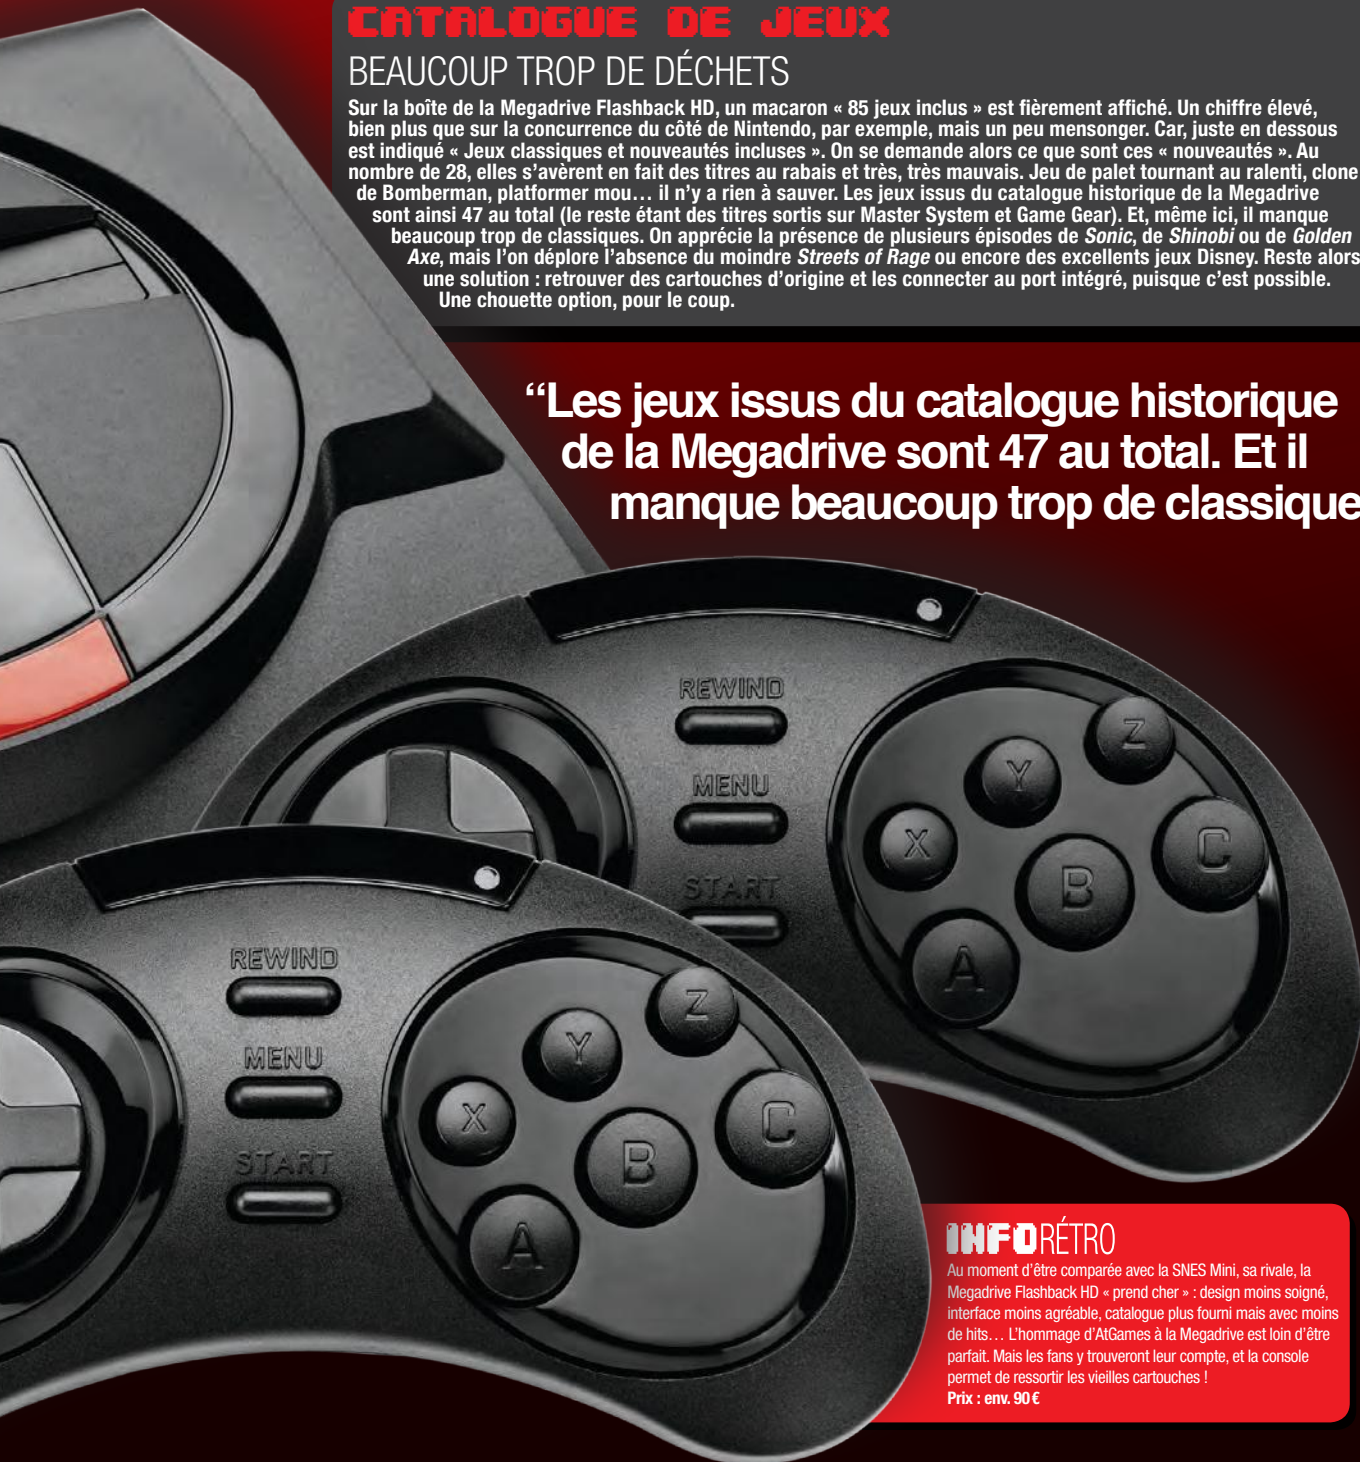 CATALOGUE DE JEUX
BEAUCOUP TROP DE DÉCHETS
Sur la boîte de la Megadrive Flashback HD, un macaron « 85 jeux inclus » est fièrement affiché. Un chiffre élevé,
bien plus que sur la concurrence du côté de Nintendo, par exemple, mais un peu mensonger. Car, juste en dessous
est indiqué « Jeux classiques et nouveautés incluses ». On se demande alors ce que sont ces « nouveautés ». Au
nombre de 28, elles s’avèrent en fait des titres au rabais et très, très mauvais. Jeu de palet tournant au ralenti, clone
de Bomberman, platformer mou… il n’y a rien à sauver. Les jeux issus du catalogue historique de la Megadrive
sont ainsi 47 au total (le reste étant des titres sortis sur Master System et Game Gear). Et, même ici, il manque
beaucoup trop de classiques. On apprécie la présence de plusieurs épisodes de Sonic, de Shinobi ou de Golden
Axe, mais l’on déplore l’absence du moindre Streets of Rage ou encore des excellents jeux Disney. Reste alors
une solution : retrouver des cartouches d’origine et les connecter au port intégré, puisque c’est possible.
Une chouette option, pour le coup.
“Les jeux issus du catalogue historique
de la Megadrive sont 47 au total. Et il
manque beaucoup trop de classique
REWIND
MENU
START
X
Y
Z
A
B
C
REWIND
MENU
START
X
Y
Z
A
B
C
INFORÉTRO
Au moment d’être comparée avec la SNES Mini, sa rivale, la
Megadrive Flashback HD « prend cher » : design moins soigné,
interface moins agréable, catalogue plus fourni mais avec moins
de hits… L’hommage d’AtGames à la Megadrive est loin d’être
parfait. Mais les fans y trouveront leur compte, et la console
permet de ressortir les vieilles cartouches !
Prix : env. 90 €